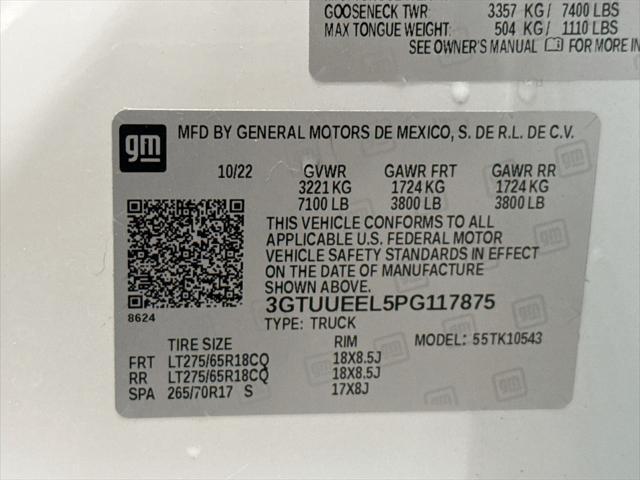 GOOSENECK TWR: 3357 KG/ 7400 LBS
MAX TONGUE WEIGHT: 504 KG/ 1110 LBS
SEE OWNER'S MANUAL FOR MORE IN
gm
MFD BY GENERAL MOTORS DE MEXICO, S. DE R.L. DE C.V.
10/22 GVWR GAWR FRT GAWR RR
3221 KG 1724 KG 1724 KG
7100 LB 3800 LB 3800 LB
THIS VEHICLE CONFORMS TO ALL
APPLICABLE U.S. FEDERAL MOTOR
VEHICLE SAFETY STANDARDS IN EFFECT
ON THE DATE OF MANUFACTURE
SHOWN ABOVE.
3GTUUEEL5PG117875
8624
TYPE: TRUCK MODEL: 55TK10543
TIRE SIZE RIM
FRT LT275/65R18CQ 18X8.5J
RR LT275/65R18CQ 18X8.5J
SPA 265/70R17 S 17X8J